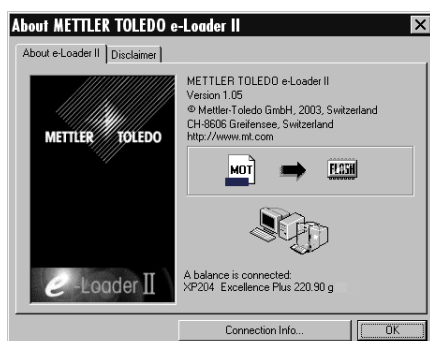 About METTLER TOLEDO e-Loader II
About e-Loader II
Disclaimer
METTLER TOLEDO
e-Loader II
METTLER TOLEDO e-Loader II
Version 1.05
© Mettler-Toledo GmbH, 2003, Switzerland
CH-8606 Greifensee, Switzerland
http://www.mt.com
MOT
FLASH
A balance is connected:
XP204 Excellence Plus 220.90 g
Connection Info...
OK